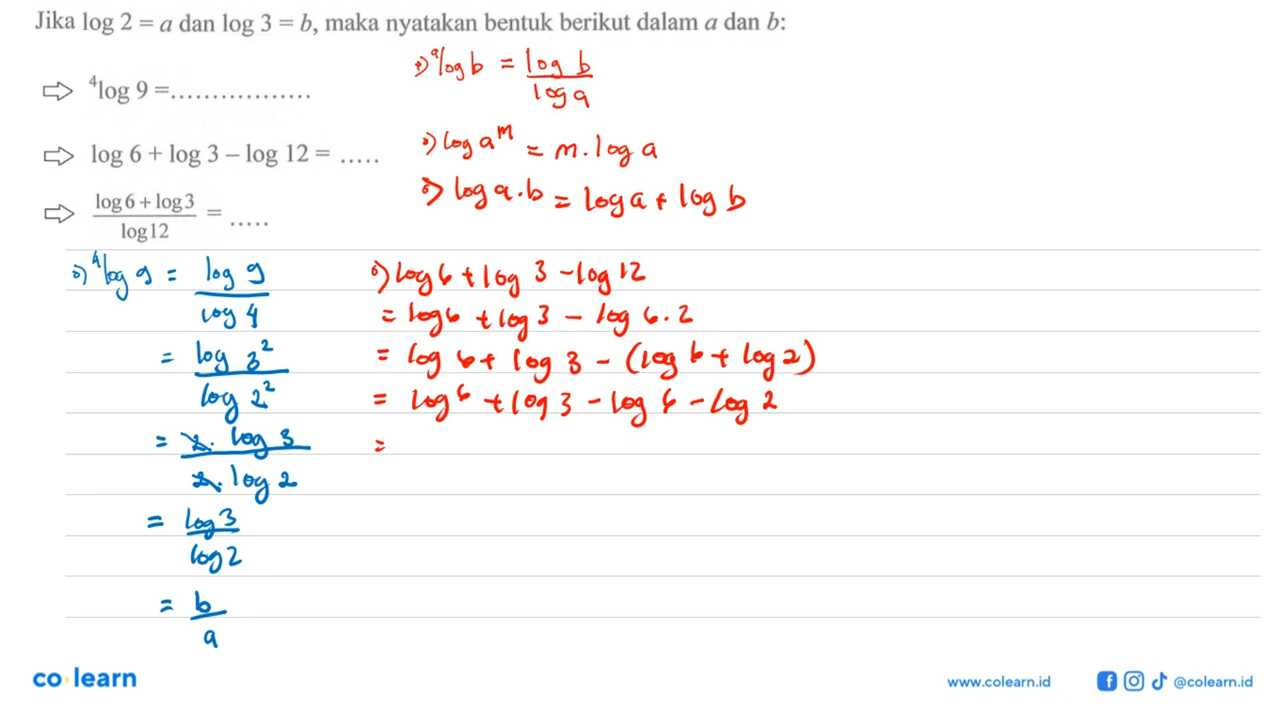 Jika log 2 = a dan log 3 = b, maka nyatakan bentuk berikut dalam a dan b:
⇨ ⁴log 9 =.................
⇨ log 6 + log 3 – log 12 = .....
⇨ (log 6 + log 3)/(log 12) = .....
•) ᵃlog b = (log b)/(log a)
•) log aᵐ = m . log a
•) log a . b = log a + log b
•) ⁴log 9 = (log 9)/(log 4)
= (log 3²)/(log 2²)
= (2 . log 3)/(2 . log 2)
= (log 3)/(log 2)
= b/a
•) log 6 + log 3 - log 12
= log 6 + log 3 - log 6 . 2
= log 6 + log 3 - (log 6 + log 2)
= log 6 + log 3 - log 6 - log 2
=
co·learn
www.colearn.id
@colearn.id